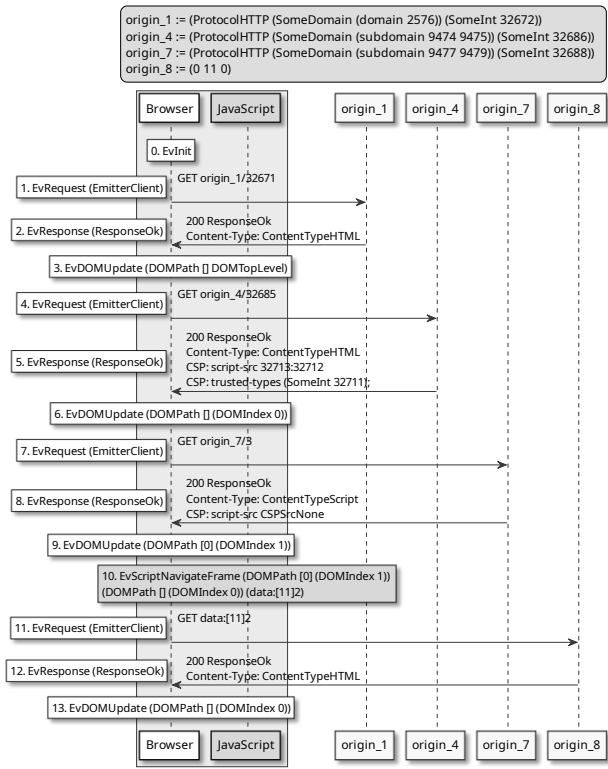 origin_1 := (ProtocolHTTP (SomeDomain (domain 2576)) (SomeInt 32672))
origin_4 := (ProtocolHTTP (SomeDomain (subdomain 9474 9475)) (SomeInt 32686))
origin_7 := (ProtocolHTTP (SomeDomain (subdomain 9477 9479)) (SomeInt 32688))
origin_8 := (0 11 0)
Browser JavaScript origin_1 origin_4 origin_7 origin_8
0. EvInit
1. EvRequest (EmitterClient) GET origin_1/32671
200 ResponseOk
2. EvResponse (ResponseOk) Content-Type: ContentTypeHTML
3. EvDOMUpdate (DOMPath [] DOMTopLevel)
4. EvRequest (EmitterClient) GET origin_4/32685
200 ResponseOk
Content-Type: ContentTypeHTML
5. EvResponse (ResponseOk) CSP: script-src 32713:32712
CSP: trusted-types (SomeInt 32711);
6. EvDOMUpdate (DOMPath [] (DOMIndex 0))
7. EvRequest (EmitterClient) GET origin_7/3
200 ResponseOk
8. EvResponse (ResponseOk) Content-Type: ContentTypeScript
CSP: script-src CSPSrcNone
9. EvDOMUpdate (DOMPath [0] (DOMIndex 1))
10. EvScriptNavigateFrame (DOMPath [0] (DOMIndex 1))
(DOMPath [] (DOMIndex 0)) (data:[11]2)
11. EvRequest (EmitterClient) GET data:[11]2
200 ResponseOk
12. EvResponse (ResponseOk) Content-Type: ContentTypeHTML
13. EvDOMUpdate (DOMPath [] (DOMIndex 0))
Browser JavaScript origin_1 origin_4 origin_7 origin_8